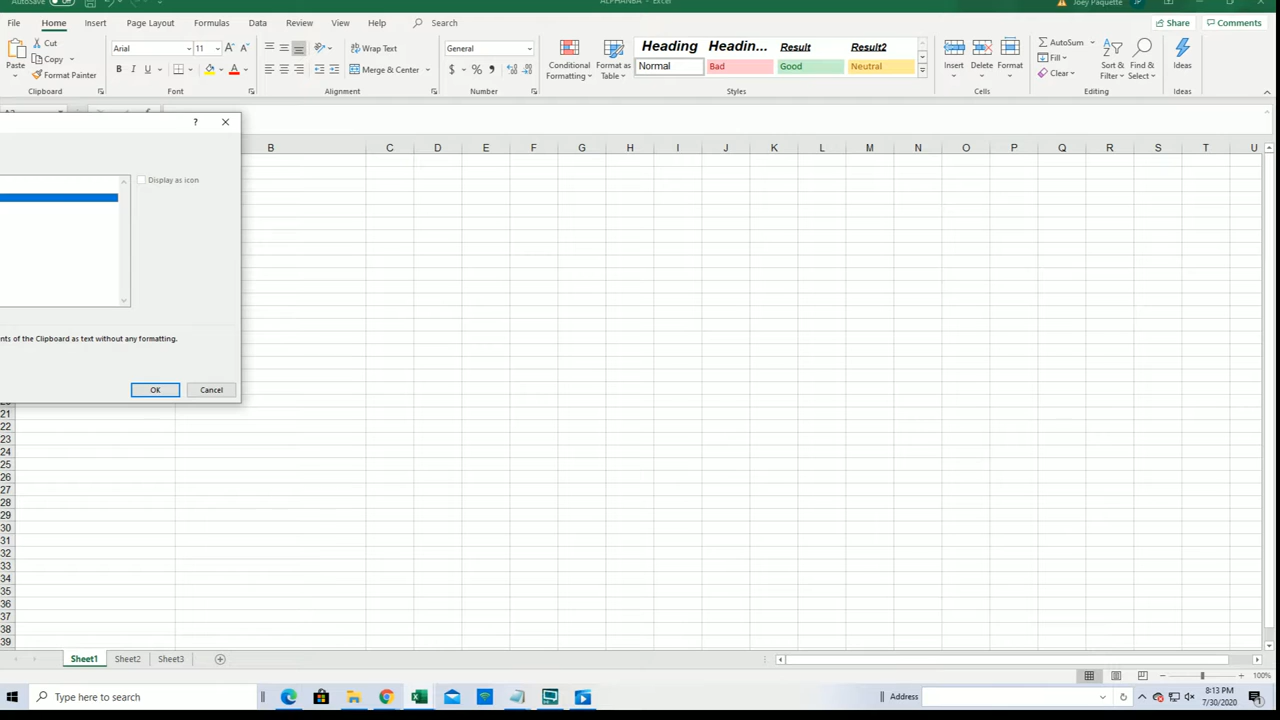 ALPHANBA - Excel
Joey Paquette JP
AutoSave Off
File Home Insert Page Layout Formulas Data Review View Help Search Share Comments
Cut
Copy
Format Painter
Paste
Clipboard
Arial 11
B I U
Font
Wrap Text
Merge & Center
Alignment
General
$ % 9
Number
Conditional Formatting
Format as Table
Heading Headin... Result Result2
Normal Bad Good Neutral
Styles
Insert Delete Format
Cells
AutoSum
Fill
Clear
Sort & Filter
Find & Select
Editing
Ideas
Ideas
? ×
B C D E F G H I J K L M N O P Q R S T U
Display as icon
nts of the Clipboard as text without any formatting.
OK Cancel
21
22
23
24
25
26
27
28
29
30
31
32
33
34
35
36
37
38
39
Sheet1 Sheet2 Sheet3
100%
Type here to search
Address
8:13 PM
7/30/2020